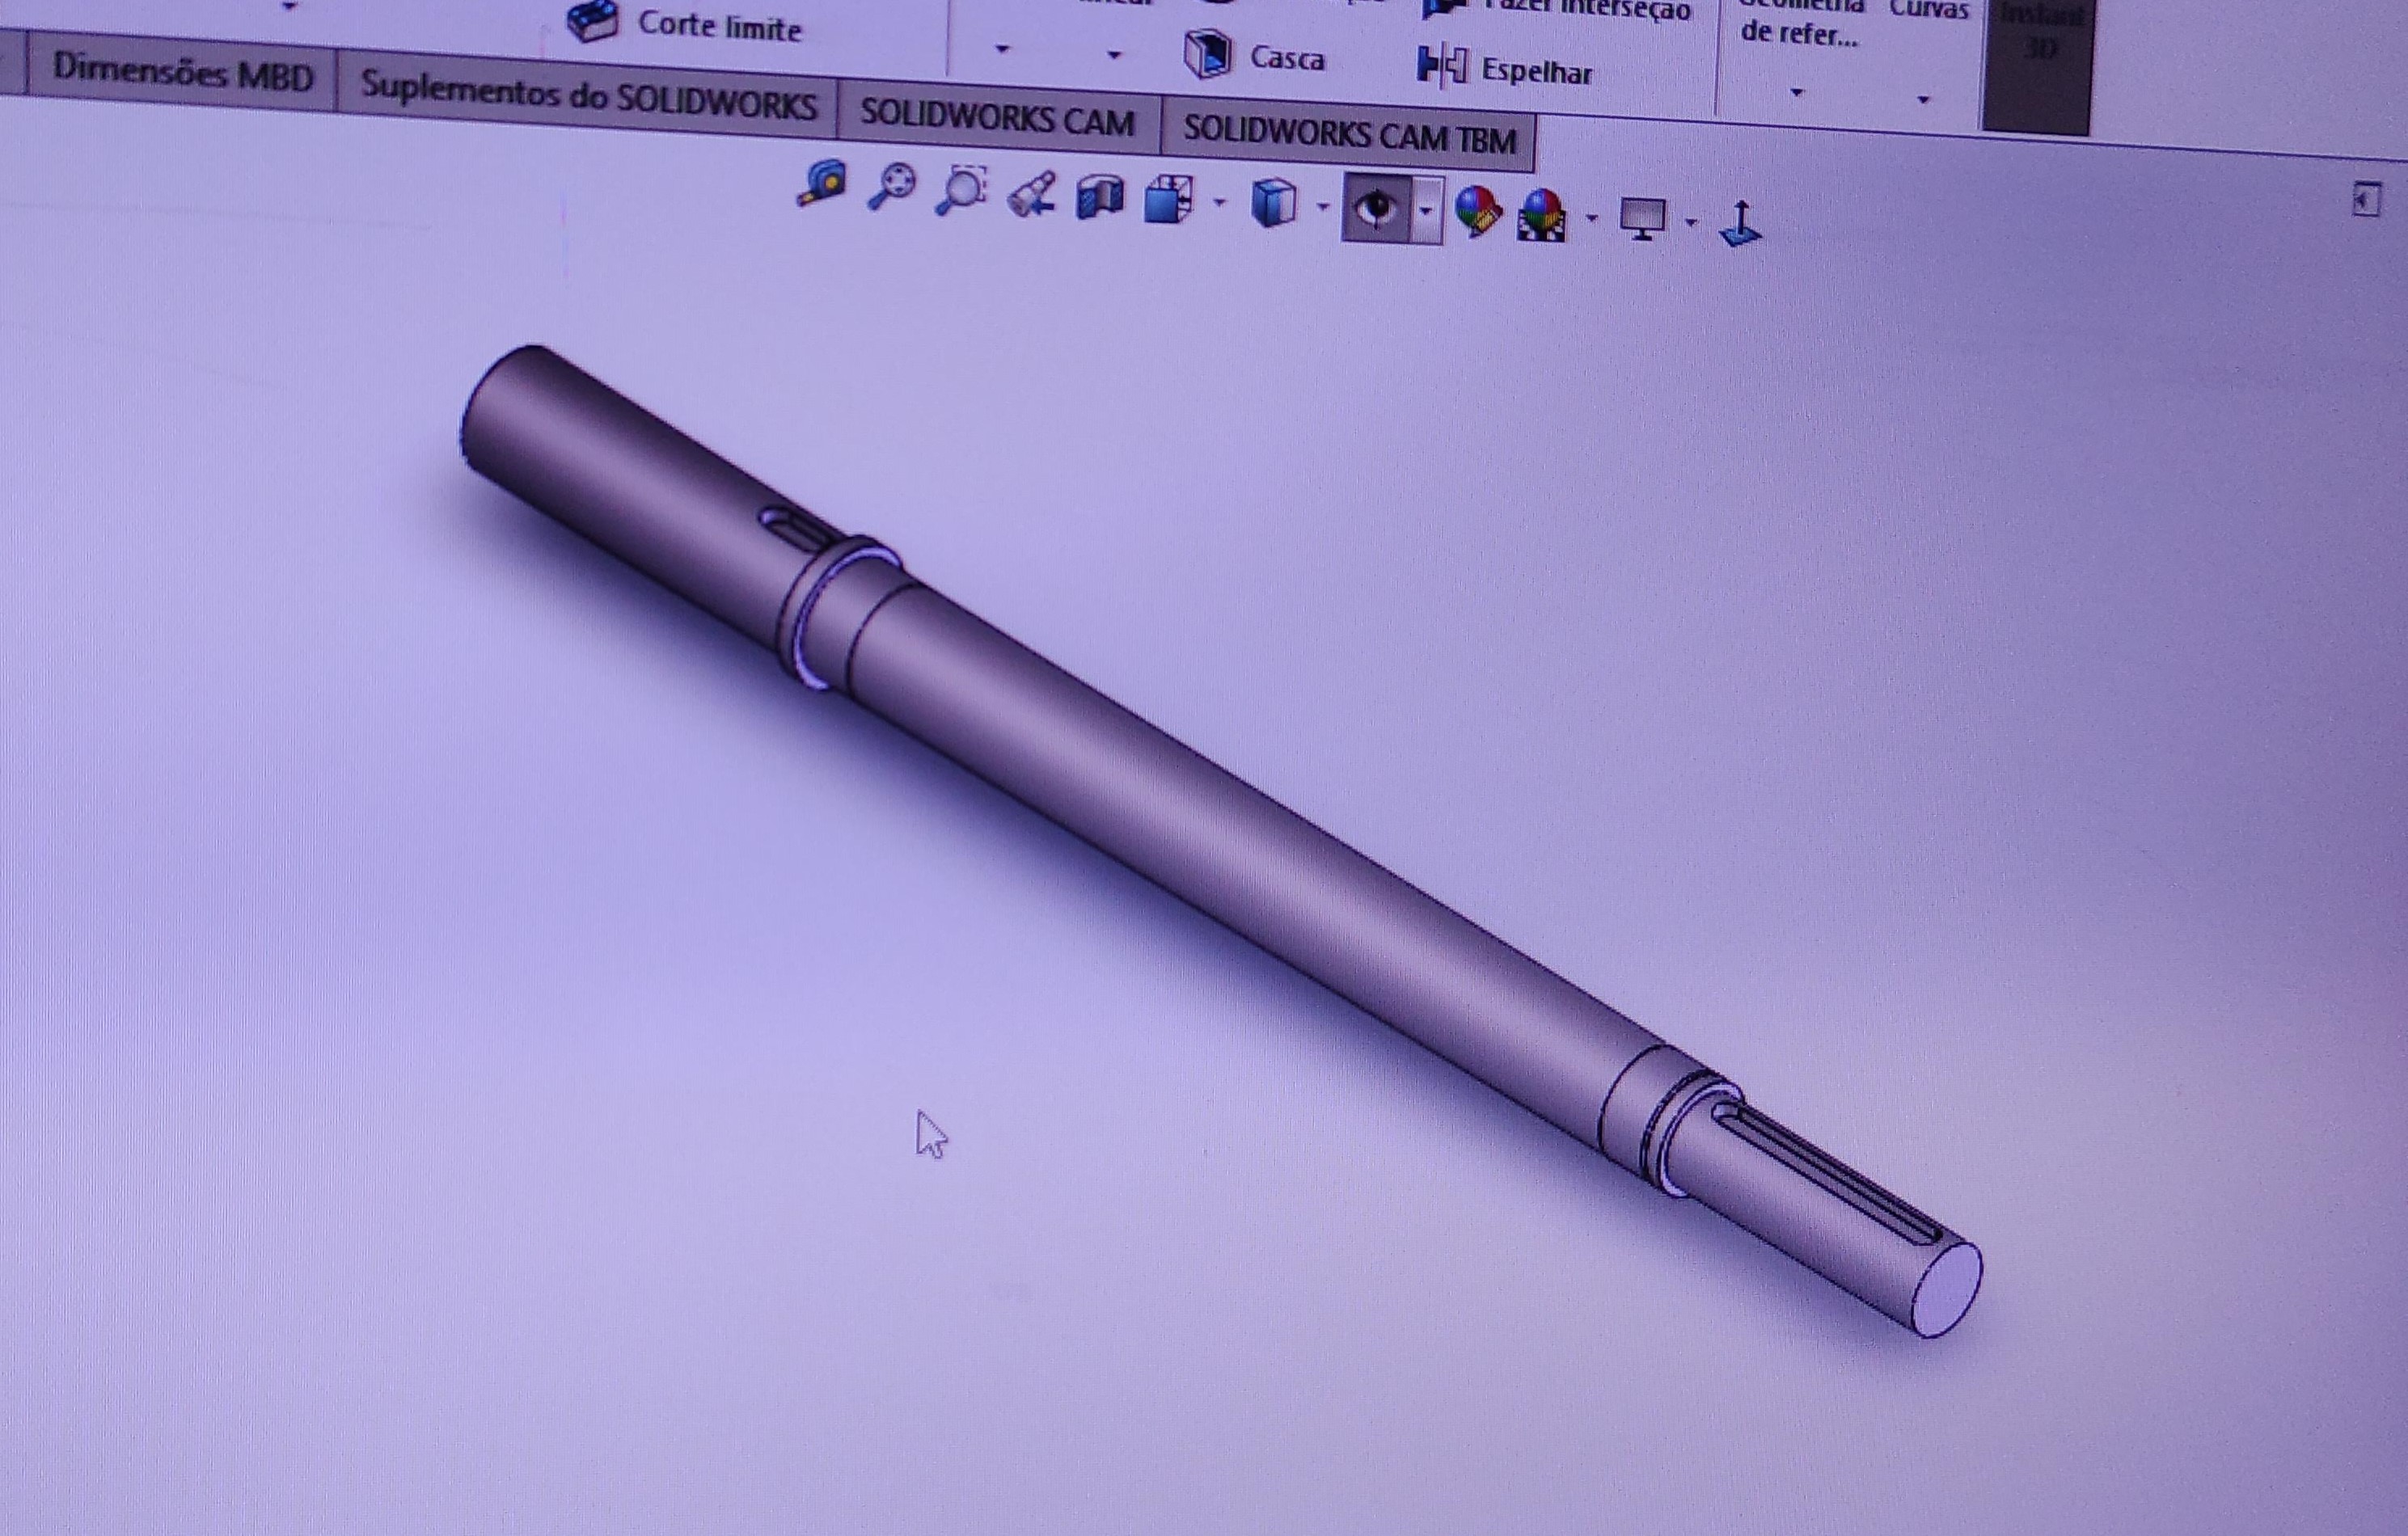 Corte limite
Casca
Fazer interseção
Espelhar
Curvas
de refer...
Instant
3D
Dimensões MBD
Suplementos do SOLIDWORKS
SOLIDWORKS CAM
SOLIDWORKS CAM TBM